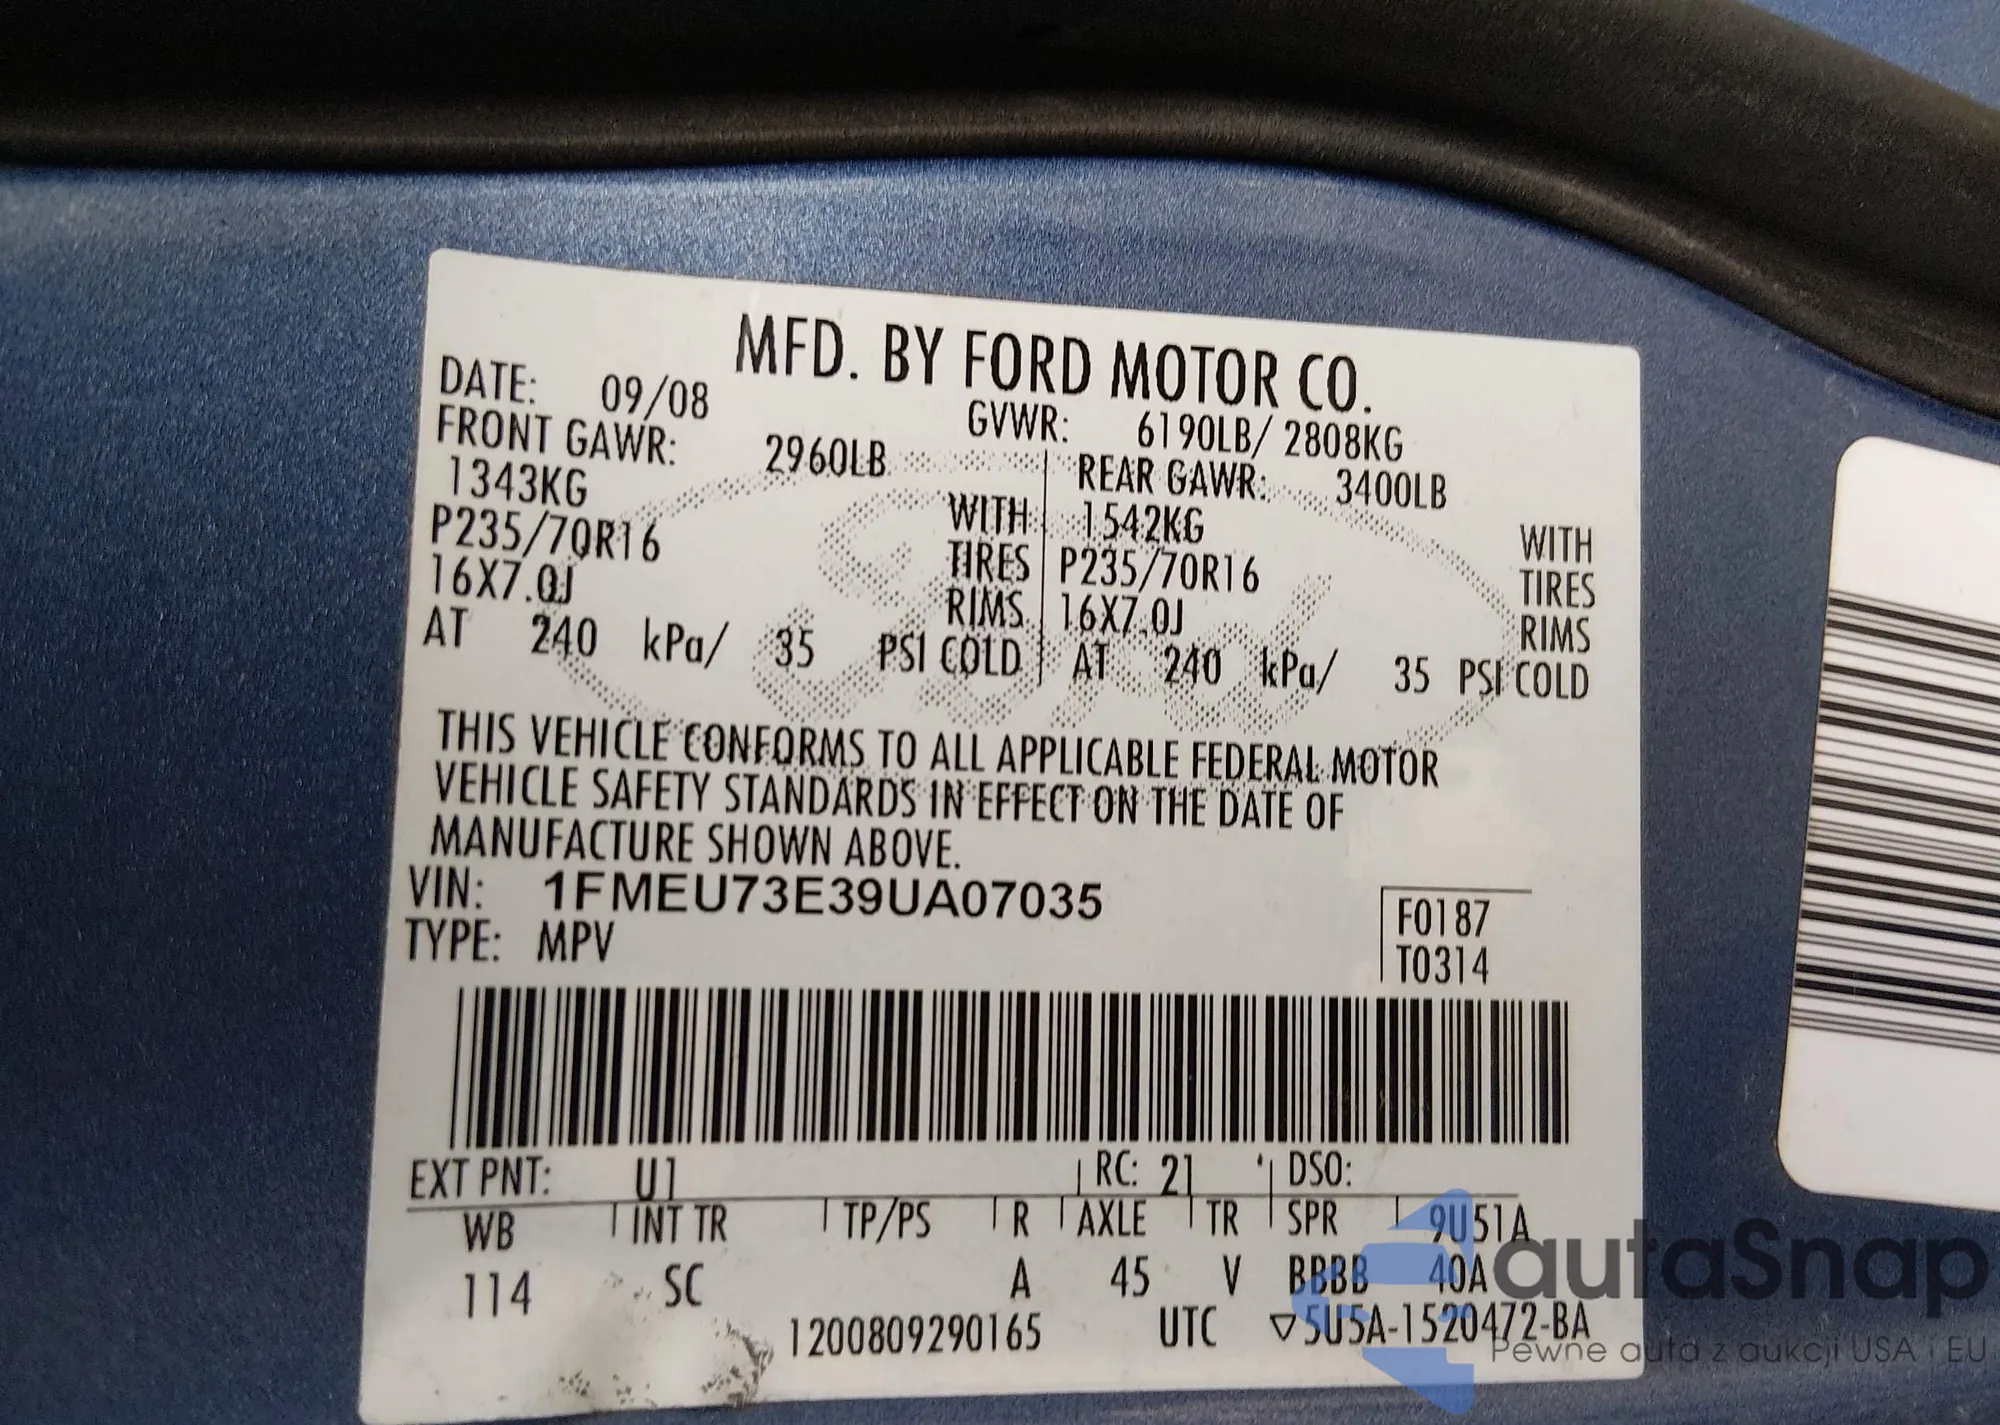 MFD. BY FORD MOTOR CO.
DATE: 09/08 GVWR: 6190LB/ 2808KG
FRONT GAWR: 2960LB REAR GAWR: 3400LB
1343KG WITH 1542KG WITH
P235/70R16 TIRES P235/70R16 TIRES
16X7.0J RIMS 16X7.0J RIMS
AT 240 kPa/ 35 PSI COLD AT 240 kPa/ 35 PSI COLD
THIS VEHICLE CONFORMS TO ALL APPLICABLE FEDERAL MOTOR
VEHICLE SAFETY STANDARDS IN EFFECT ON THE DATE OF
MANUFACTURE SHOWN ABOVE.
VIN: 1FMEU73E39UA07035
F0187
TYPE: MPV
T0314
EXT PNT: U1 RC: 21 DSO:
WB INT TR TP/PS R AXLE TR SPR 9U51A
114 SC A 45 V BBBB 40A
1200809290165 UTC ▽5U5A-1520472-BA
autaSnap
Pewne auta z aukcji USA i EU